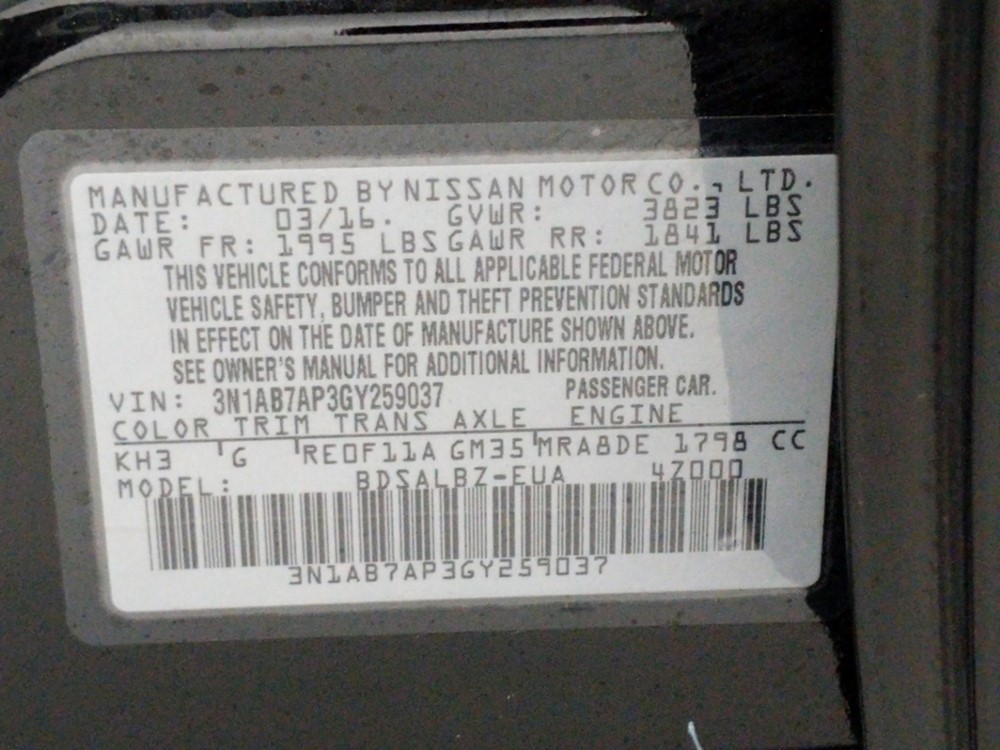 MANUFACTURED BY NISSAN MOTOR CO., LTD.
DATE: 03/16. GVWR: 3823 LBS
GAWR FR: 1995 LBS GAWR RR: 1841 LBS
THIS VEHICLE CONFORMS TO ALL APPLICABLE FEDERAL MOTOR
VEHICLE SAFETY, BUMPER AND THEFT PREVENTION STANDARDS
IN EFFECT ON THE DATE OF MANUFACTURE SHOWN ABOVE.
SEE OWNER'S MANUAL FOR ADDITIONAL INFORMATION.
VIN: 3N1AB7AP3GY259037 PASSENGER CAR.
COLOR TRIM TRANS AXLE ENGINE
KH3 G RE0F11A GM35 MRA8DE 1798 CC
MODEL: BDSALBZ-EUA 4Z000
3N1AB7AP3GY259037